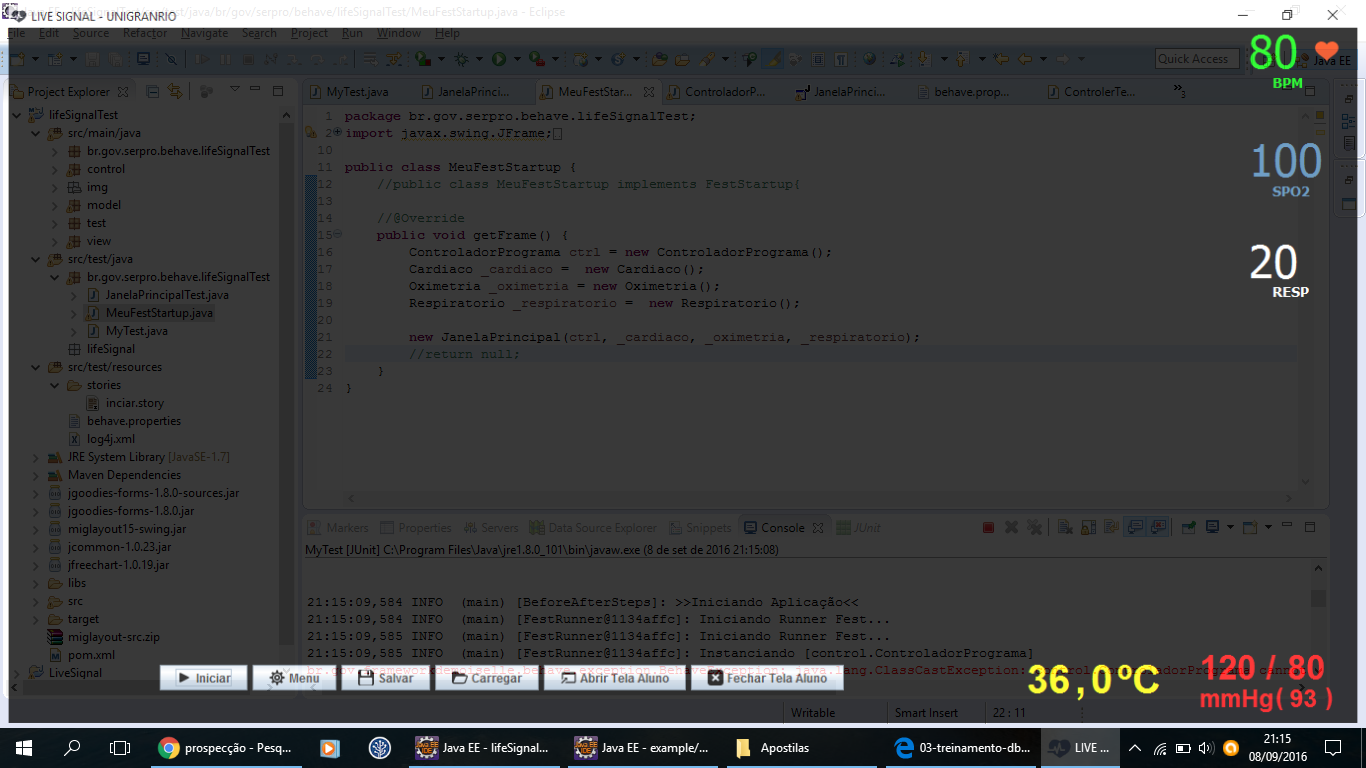 LIVE SIGNAL - UNIGRANRIO
/java/br/gov/serpro/behave/lifeSignalTest/MeuFestStartup.java - Eclipse
File Edit Source Refactor Navigate Search Project Run Window Help
Quick Access
Java EE
80
BPM
100
SPO2
20
RESP
Project Explorer
lifeSignalTest
src/main/java
br.gov.serpro.behave.lifeSignalTest
control
img
model
test
view
src/test/java
br.gov.serpro.behave.lifeSignalTest
JanelaPrincipalTest.java
MeuFestStartup.java
MyTest.java
lifeSignal
src/test/resources
stories
inciar.story
behave.properties
log4j.xml
JRE System Library [JavaSE-1.7]
Maven Dependencies
jgoodies-forms-1.8.0-sources.jar
jgoodies-forms-1.8.0.jar
miglayout15-swing.jar
jcommon-1.0.23.jar
jfreechart-1.0.19.jar
libs
src
target
miglayout-src.zip
pom.xml
LiveSignal
MyTest.java JanelaPrinci... MeuFestStar... ControladorP... JanelaPrinci... behave.prop... ControlerTe... »3
1 package br.gov.serpro.behave.lifeSignalTest;
2 import javax.swing.JFrame;
10
11 public class MeuFestStartup {
12 //public class MeuFestStartup implements FestStartup{
13
14 //@Override
15 public void getFrame() {
16 ControladorPrograma ctrl = new ControladorPrograma();
17 Cardiaco _cardiaco = new Cardiaco();
18 Oximetria _oximetria = new Oximetria();
19 Respiratorio _respiratorio = new Respiratorio();
20
21 new JanelaPrincipal(ctrl, _cardiaco, _oximetria, _respiratorio);
22 //return null;
23 }
24 }
Markers Properties Servers Data Source Explorer Snippets Console JUnit
MyTest [JUnit] C:\Program Files\Java\jre1.8.0_101\bin\javaw.exe (8 de set de 2016 21:15:08)
21:15:09,584 INFO (main) [BeforeAfterSteps]: >>Iniciando Aplicação<<
21:15:09,584 INFO (main) [FestRunner@1134affc]: Iniciando Runner Fest...
21:15:09,585 INFO (main) [FestRunner@1134affc]: Iniciando Runner Fest...
21:15:09,585 INFO (main) [FestRunner@1134affc]: Instanciando [control.ControladorPrograma]
br.gov.frameworkdemoiselle.behave.exception.BehaveException: java.lang.ClassCastException: control.ControladorPrograma cann
Iniciar Menu Salvar Carregar Abrir Tela Aluno Fechar Tela Aluno
36,0ºC
120 / 80
mmHg( 93 )
Writable Smart Insert 22 : 11
prospecção - Pesq... Java EE - lifeSignal... Java EE - example/... Apostilas 03-treinamento-db... LIVE ...
21:15
08/09/2016